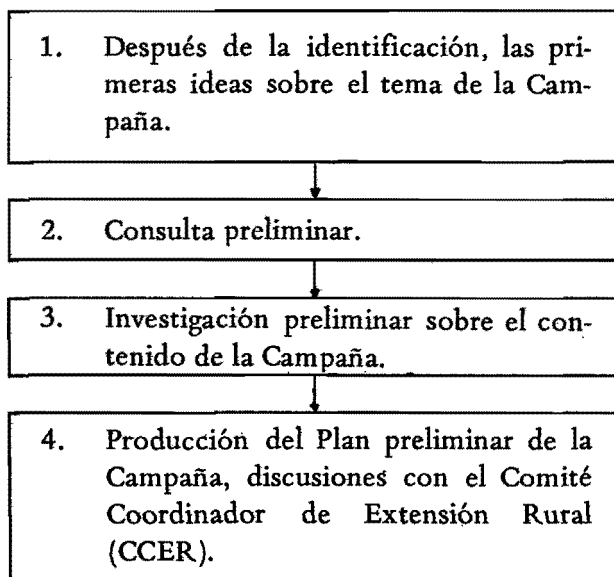 1. Después de la identificación, las pri-
meras ideas sobre el tema de la Cam-
paña.
2. Consulta preliminar.
3. Investigación preliminar sobre el con-
tenido de la Campaña.
4. Producción del Plan preliminar de la
Campaña, discusiones con el Comité
Coordinador de Extensión Rural
(CCER).